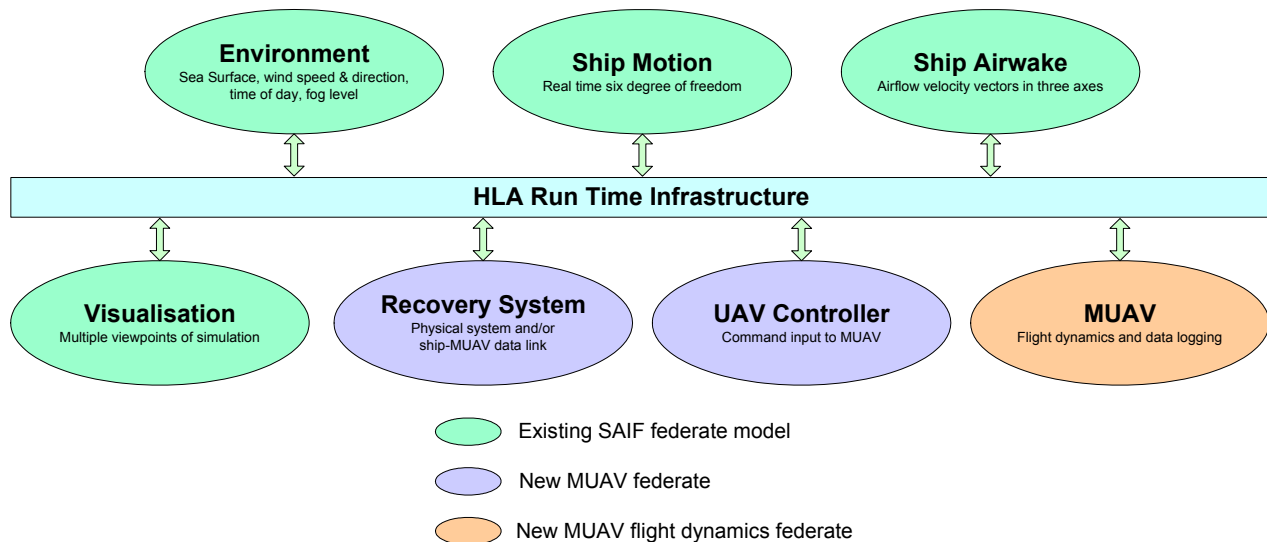 Environment
Sea Surface, wind speed & direction,
time of day, fog level
Ship Motion
Real time six degree of freedom
Ship Airwake
Airflow velocity vectors in three axes
HLA Run Time Infrastructure
Visualisation
Multiple viewpoints of simulation
Recovery System
Physical system and/or
ship-MUAV data link
UAV Controller
Command input to MUAV
MUAV
Flight dynamics and data logging
Existing SAIF federate model
New MUAV federate
New MUAV flight dynamics federate